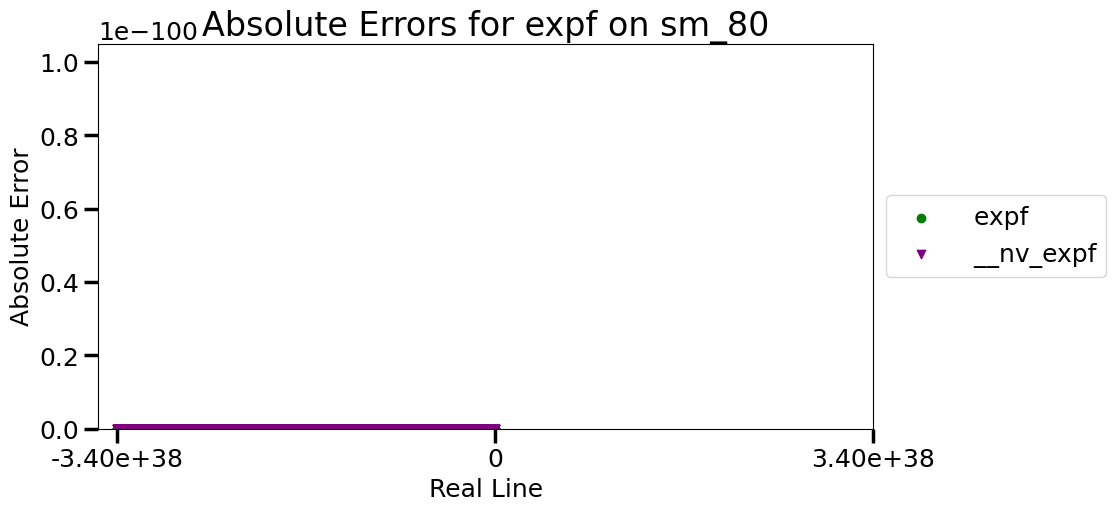 Absolute Errors for expf on sm_80
1e−100
Absolute Error
1.0
0.8
0.6
0.4
0.2
0.0
-3.40e+38
0
3.40e+38
Real Line
expf
__nv_expf